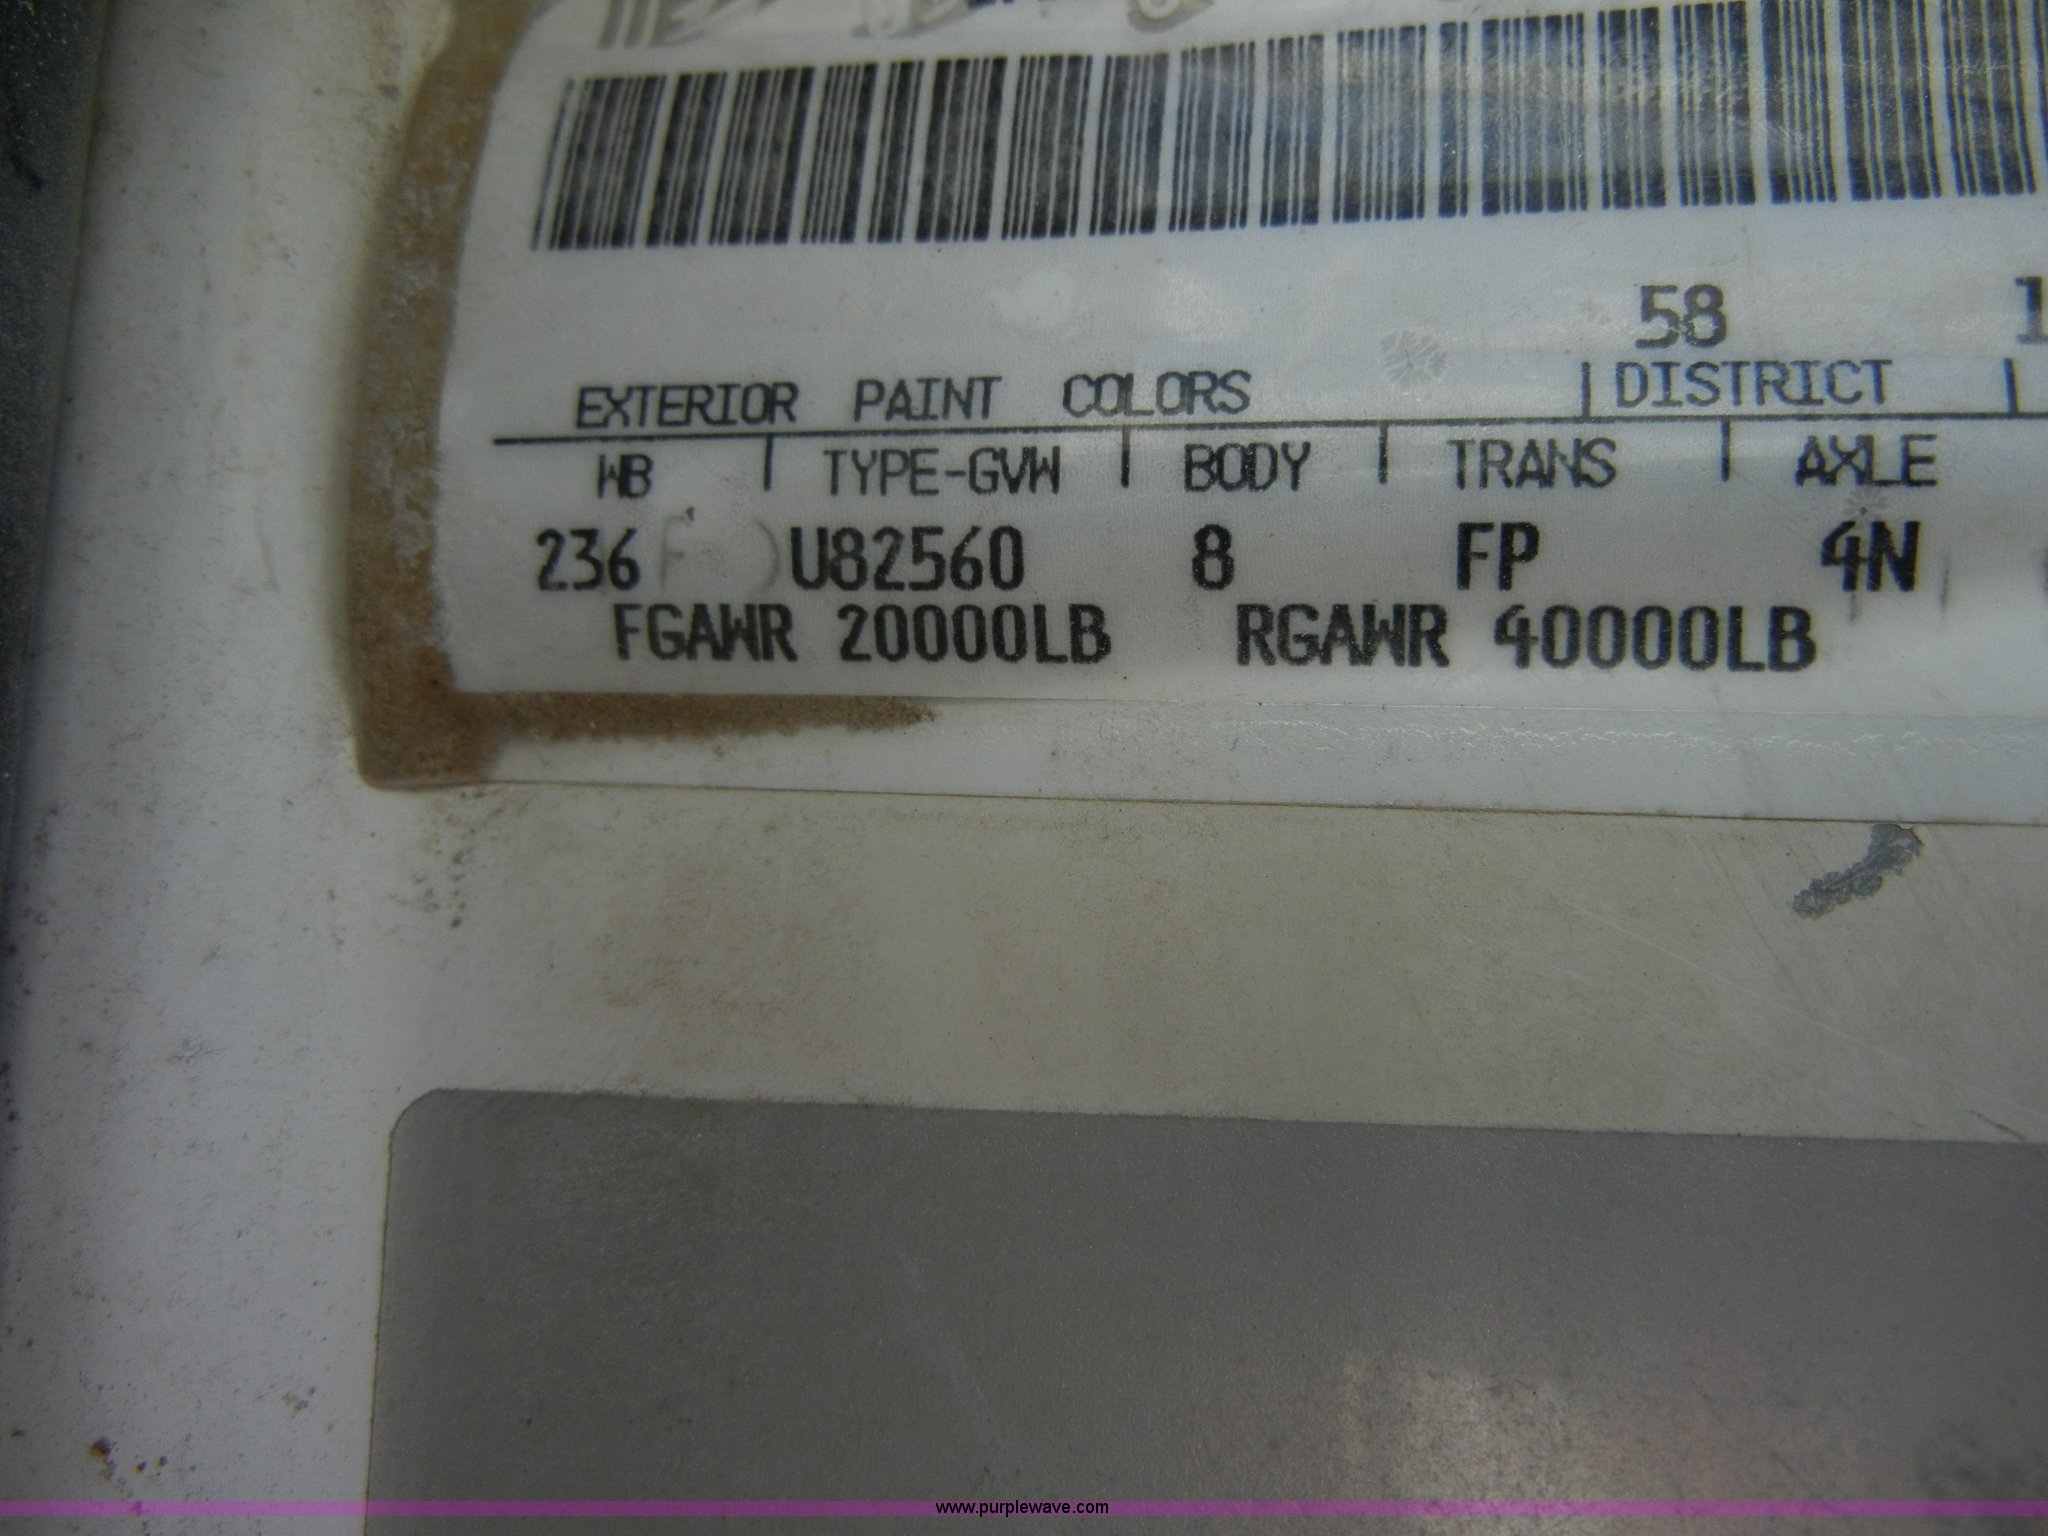 58 1
EXTERIOR PAINT COLORS | DISTRICT |
WB | TYPE-GVW | BODY | TRANS | AXLE
236 U82560 8 FP 4N
FGAWR 20000LB RGAWR 40000LB
www.purplewave.com